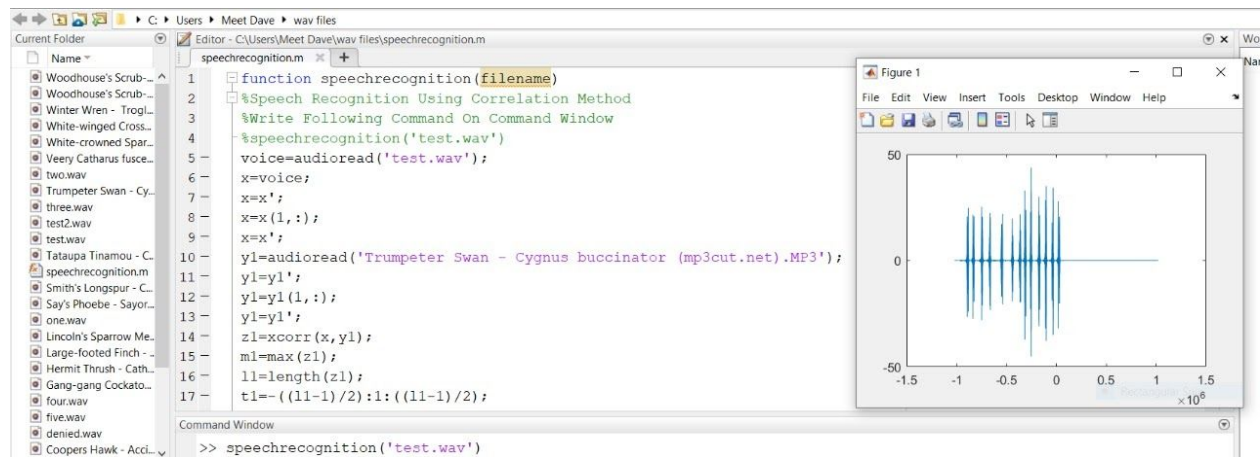 C: Users Meet Dave wav files
Current Folder
Name
Woodhouse's Scrub-...
Woodhouse's Scrub-...
Winter Wren - Trogl...
White-winged Cross...
White-crowned Spar...
Veery Catharus fusce...
two.wav
Trumpeter Swan - Cy...
three.wav
test2.wav
test.wav
Tataupa Tinamou - C...
speechrecognition.m
Smith's Longspur - C...
Say's Phoebe - Sayor...
one.wav
Lincoln's Sparrow Me...
Large-footed Finch - ...
Hermit Thrush - Cath...
Gang-gang Cockato...
four.wav
five.wav
denied.wav
Coopers Hawk - Acci...
Editor - C:\Users\Meet Dave\wav files\speechrecognition.m
speechrecognition.m
1 function speechrecognition(filename)
2 %Speech Recognition Using Correlation Method
3 %Write Following Command On Command Window
4 %speechrecognition('test.wav')
5 voice=audioread('test.wav');
6 x=voice;
7 x=x';
8 x=x(1,:);
9 x=x';
10 y1=audioread('Trumpeter Swan - Cygnus buccinator (mp3cut.net).MP3');
11 y1=y1';
12 y1=y1(1,:);
13 y1=y1';
14 z1=xcorr(x,y1);
15 m1=max(z1);
16 l1=length(z1);
17 t1=-((l1-1)/2):1:((l1-1)/2);
Command Window
>> speechrecognition('test.wav')
Figure 1
File Edit View Insert Tools Desktop Window Help
50
0
-50
-1.5 -1 -0.5 0 0.5 1 1.5
×10^6
Wo
Nar